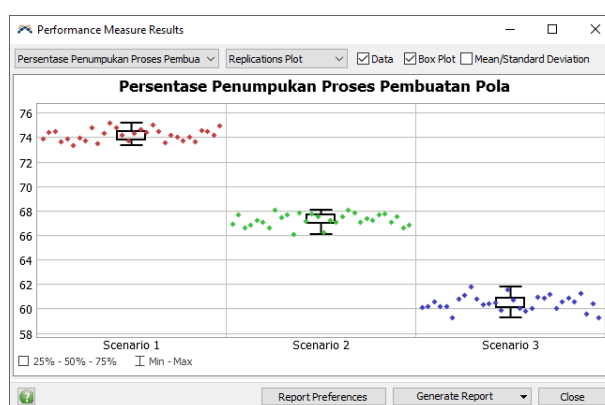 Performance Measure Results
Persentase Penumpukan Proses Pembua
Replications Plot
Data
Box Plot
Mean/Standard Deviation
Persentase Penumpukan Proses Pembuatan Pola
76
74
72
70
68
66
64
62
60
58
Scenario 1
Scenario 2
Scenario 3
25% - 50% - 75%
Min - Max
?
Report Preferences
Generate Report
Close